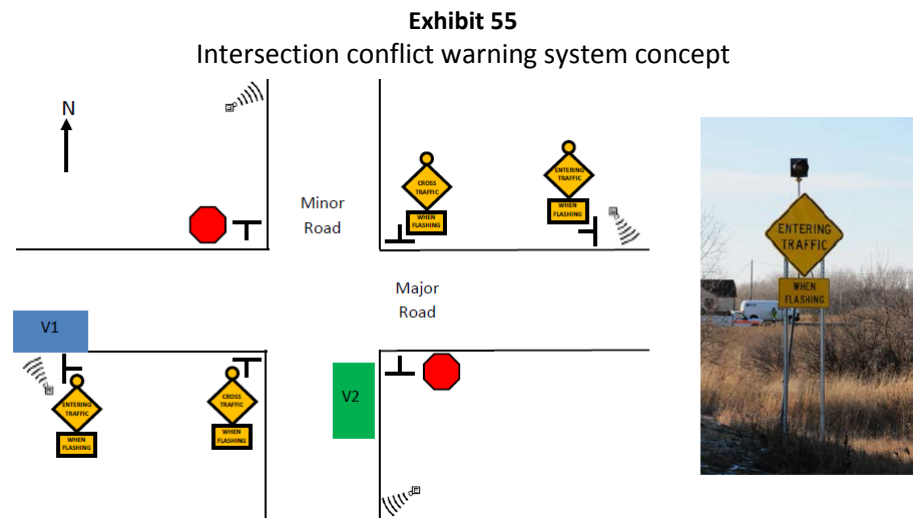 Exhibit 55
Intersection conflict warning system concept
N
Minor
Road
CROSS
TRAFFIC
WHEN
FLASHING
ENTERING
TRAFFIC
WHEN
FLASHING
Major
Road
V1
ENTERING
TRAFFIC
WHEN
FLASHING
CROSS
TRAFFIC
WHEN
FLASHING
V2
ENTERING
TRAFFIC
WHEN
FLASHING